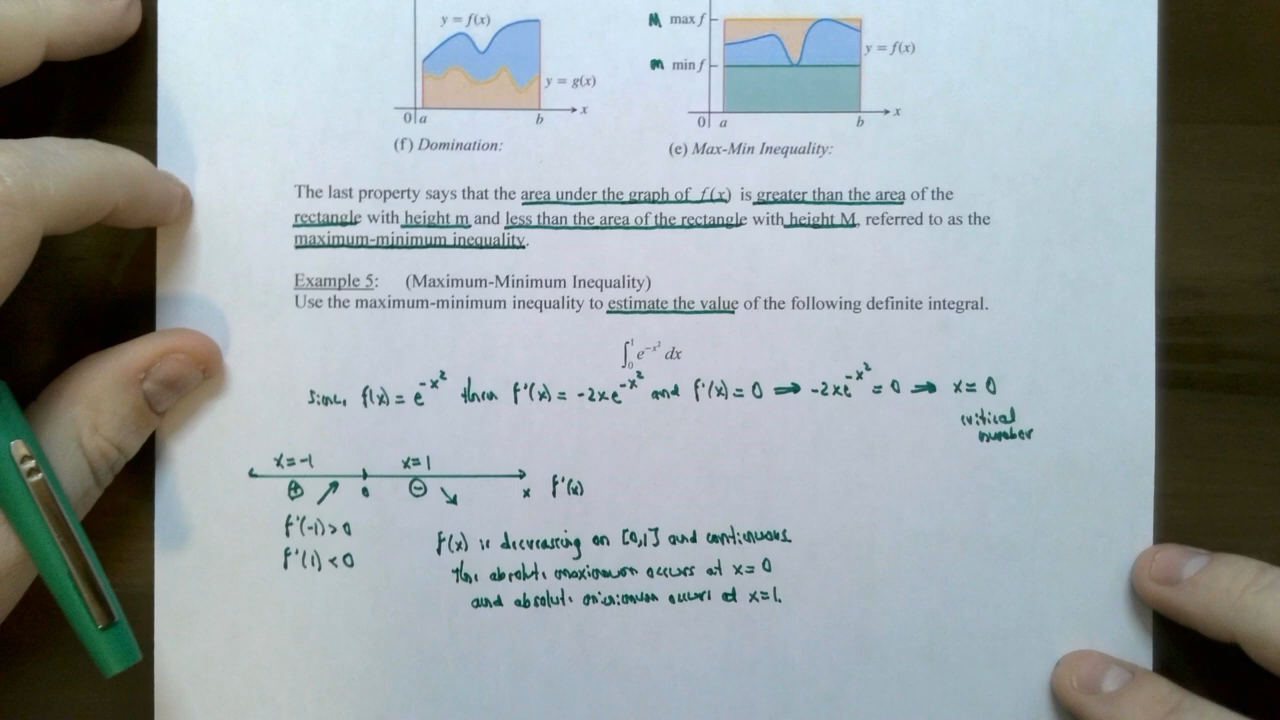 y = f(x)
y = g(x)
0 a b x
(f) Domination:
M max f
m min f
y = f(x)
0 a b x
(e) Max-Min Inequality:
The last property says that the area under the graph of f(x) is greater than the area of the
rectangle with height m and less than the area of the rectangle with height M, referred to as the
maximum-minimum inequality.
Example 5: (Maximum-Minimum Inequality)
Use the maximum-minimum inequality to estimate the value of the following definite integral.
∫₀¹ e^{-x²} dx
Since f(x) = e^{-x²} then f'(x) = -2xe^{-x²} and f'(x) = 0 ⟹ -2xe^{-x²} = 0 ⟹ x = 0
critical
number
x=-1 x=1
⊕ ↗ 0 ⊖ ↘ x f'(x)
f'(-1) > 0
f'(1) < 0
f(x) is decreasing on [0,1] and continuous
the absolute maximum occurs at x = 0
and absolute minimum occurs at x=1.